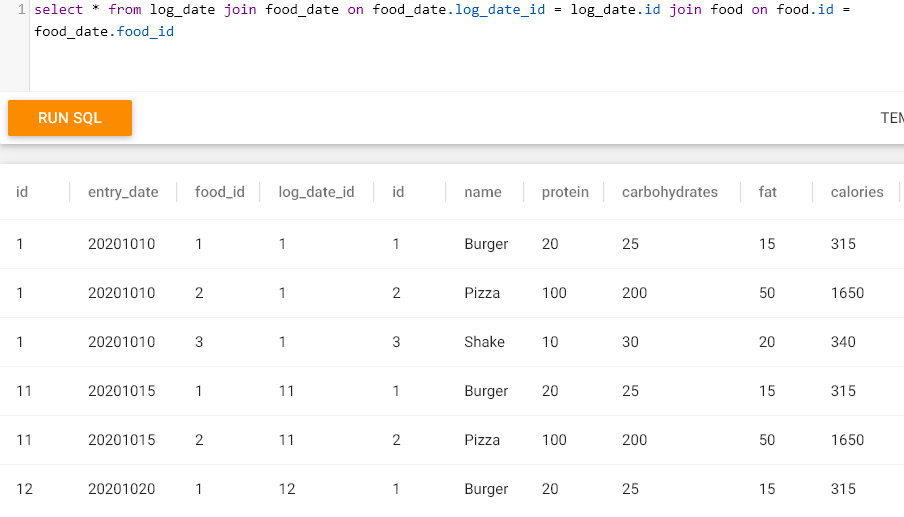 1 select * from log_date join food_date on food_date.log_date_id = log_date.id join food on food.id =
food_date.food_id
RUN SQL
TEM
id entry_date food_id log_date_id id name protein carbohydrates fat calories
1 20201010 1 1 1 Burger 20 25 15 315
1 20201010 2 1 2 Pizza 100 200 50 1650
1 20201010 3 1 3 Shake 10 30 20 340
11 20201015 1 11 1 Burger 20 25 15 315
11 20201015 2 11 2 Pizza 100 200 50 1650
12 20201020 1 12 1 Burger 20 25 15 315